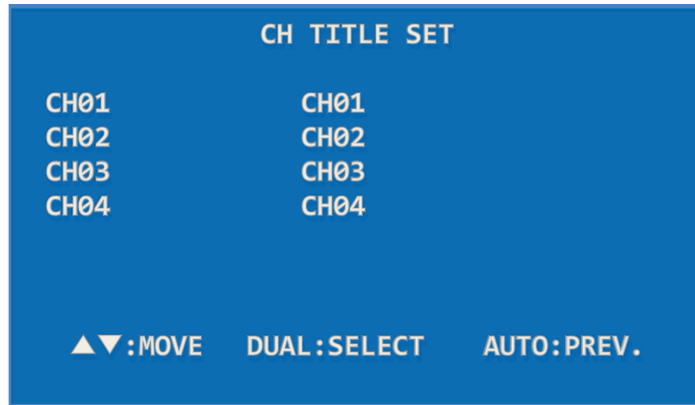 CH TITLE SET
CH01 CH01
CH02 CH02
CH03 CH03
CH04 CH04
▲▼:MOVE DUAL:SELECT AUTO:PREV.